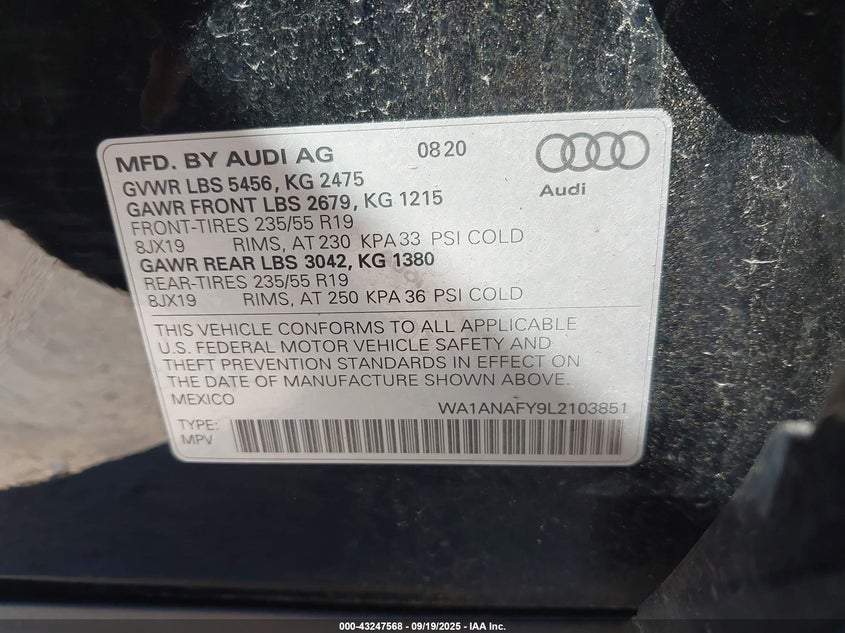 MFD. BY AUDI AG 0820
Audi
GVWR LBS 5456, KG 2475
GAWR FRONT LBS 2679, KG 1215
FRONT-TIRES 235/55 R19
8JX19 RIMS, AT 230 KPA 33 PSI COLD
GAWR REAR LBS 3042, KG 1380
REAR-TIRES 235/55 R19
8JX19 RIMS, AT 250 KPA 36 PSI COLD
THIS VEHICLE CONFORMS TO ALL APPLICABLE
U.S. FEDERAL MOTOR VEHICLE SAFETY AND
THEFT PREVENTION STANDARDS IN EFFECT ON
THE DATE OF MANUFACTURE SHOWN ABOVE.
MEXICO WA1ANAFY9L2103851
TYPE:
MPV
000-43247568 - 09/19/2025 - IAA Inc.